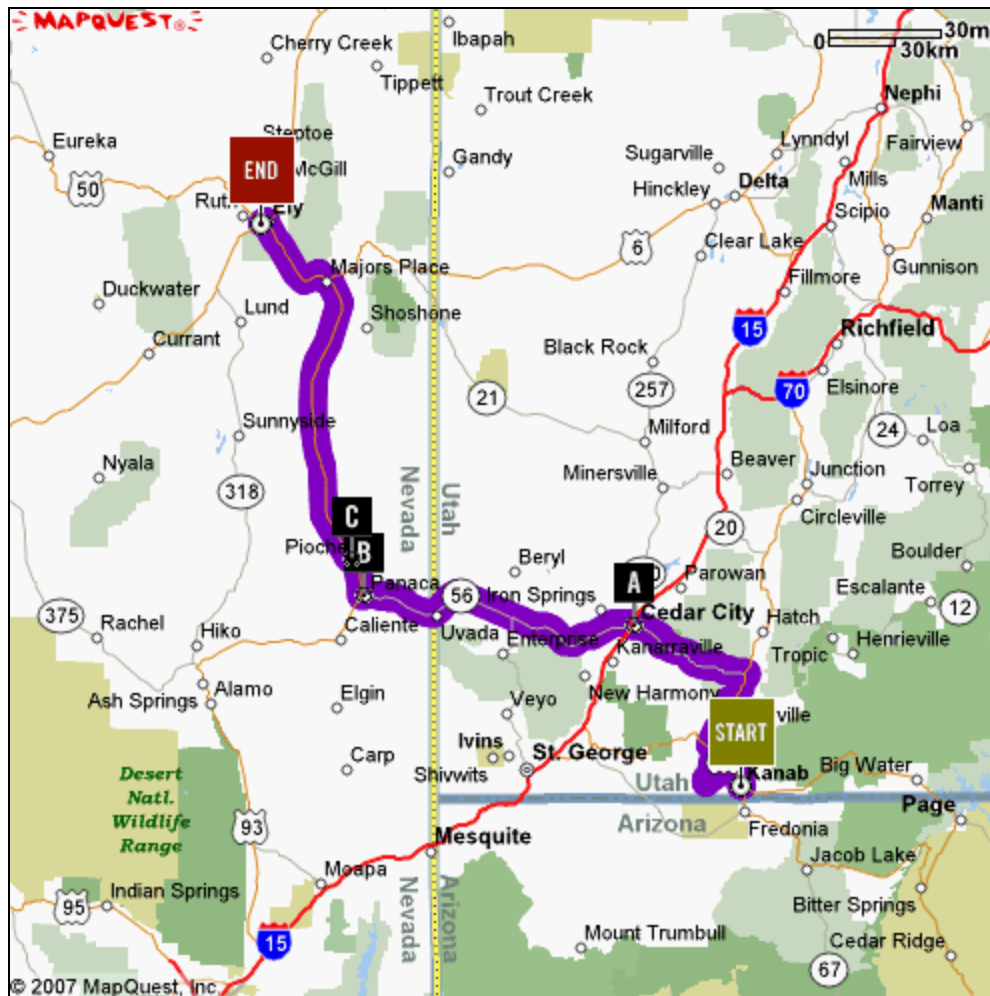 MAPQUEST®
Cherry Creek
Ibapah
0
30m
30km
Tippett
Trout Creek
Nephi
Steptoe
Eureka
END
McGill
Gandy
Sugarville
Lynndyl
Fairview
50
Hinckley
Delta
Mills
Manti
Ruth
Ely
Scipio
6
Clear Lake
Gunnison
Majors Place
Fillmore
Duckwater
Lund
Shoshone
15
Richfield
Currant
Black Rock
70
Elsinore
257
21
Sunnyside
Milford
24
Loa
Nyala
Minersville
Beaver
Junction
Torrey
318
Nevada
Utah
C
20
Circleville
Pioche
B
Beryl
Boulder
Panaca
56
Iron Springs
A
Parowan
Escalante
375
Cedar City
12
Rachel
Hiko
Caliente
Uvada
Enterprise
Kanarraville
Hatch
Henrieville
Tropic
Ash Springs
Alamo
Elgin
Veyo
New Harmony
START
ville
Ivins
St. George
Carp
Shivwits
Utah
Kanab
Big Water
Desert
Natl.
Wildlife
Range
Arizona
Fredonia
Page
93
Mesquite
Moapa
Jacob Lake
Indian Springs
95
Nevada
Arizona
Bitter Springs
15
Mount Trumbull
Cedar Ridge
67
© 2007 MapQuest, Inc.